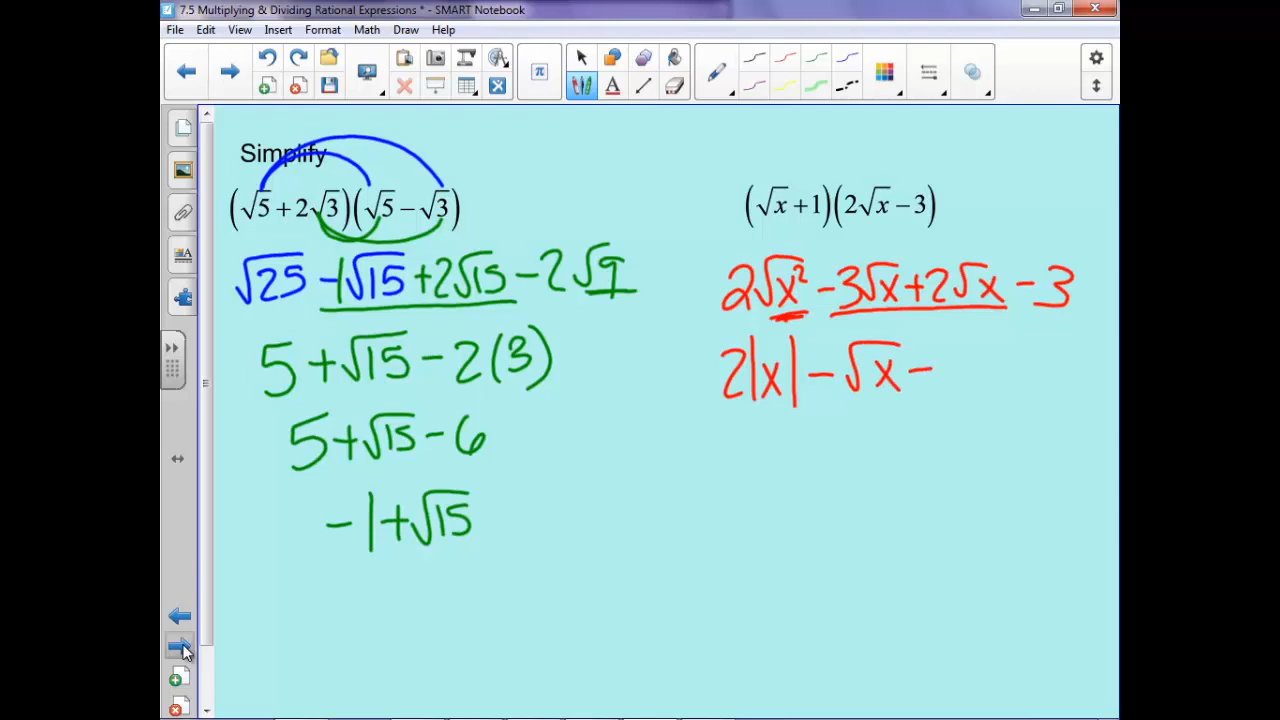 7.5 Multiplying & Dividing Rational Expressions * - SMART Notebook
File Edit View Insert Format Math Draw Help
π
A
Simplify
(√5 + 2√3)(√5 − √3)
√25 − 1√15 + 2√15 − 2√9
5 + √15 − 2(3)
5 + √15 − 6
−1 + √15
(√x + 1)(2√x − 3)
2√x² − 3√x + 2√x − 3
2|x| − √x −